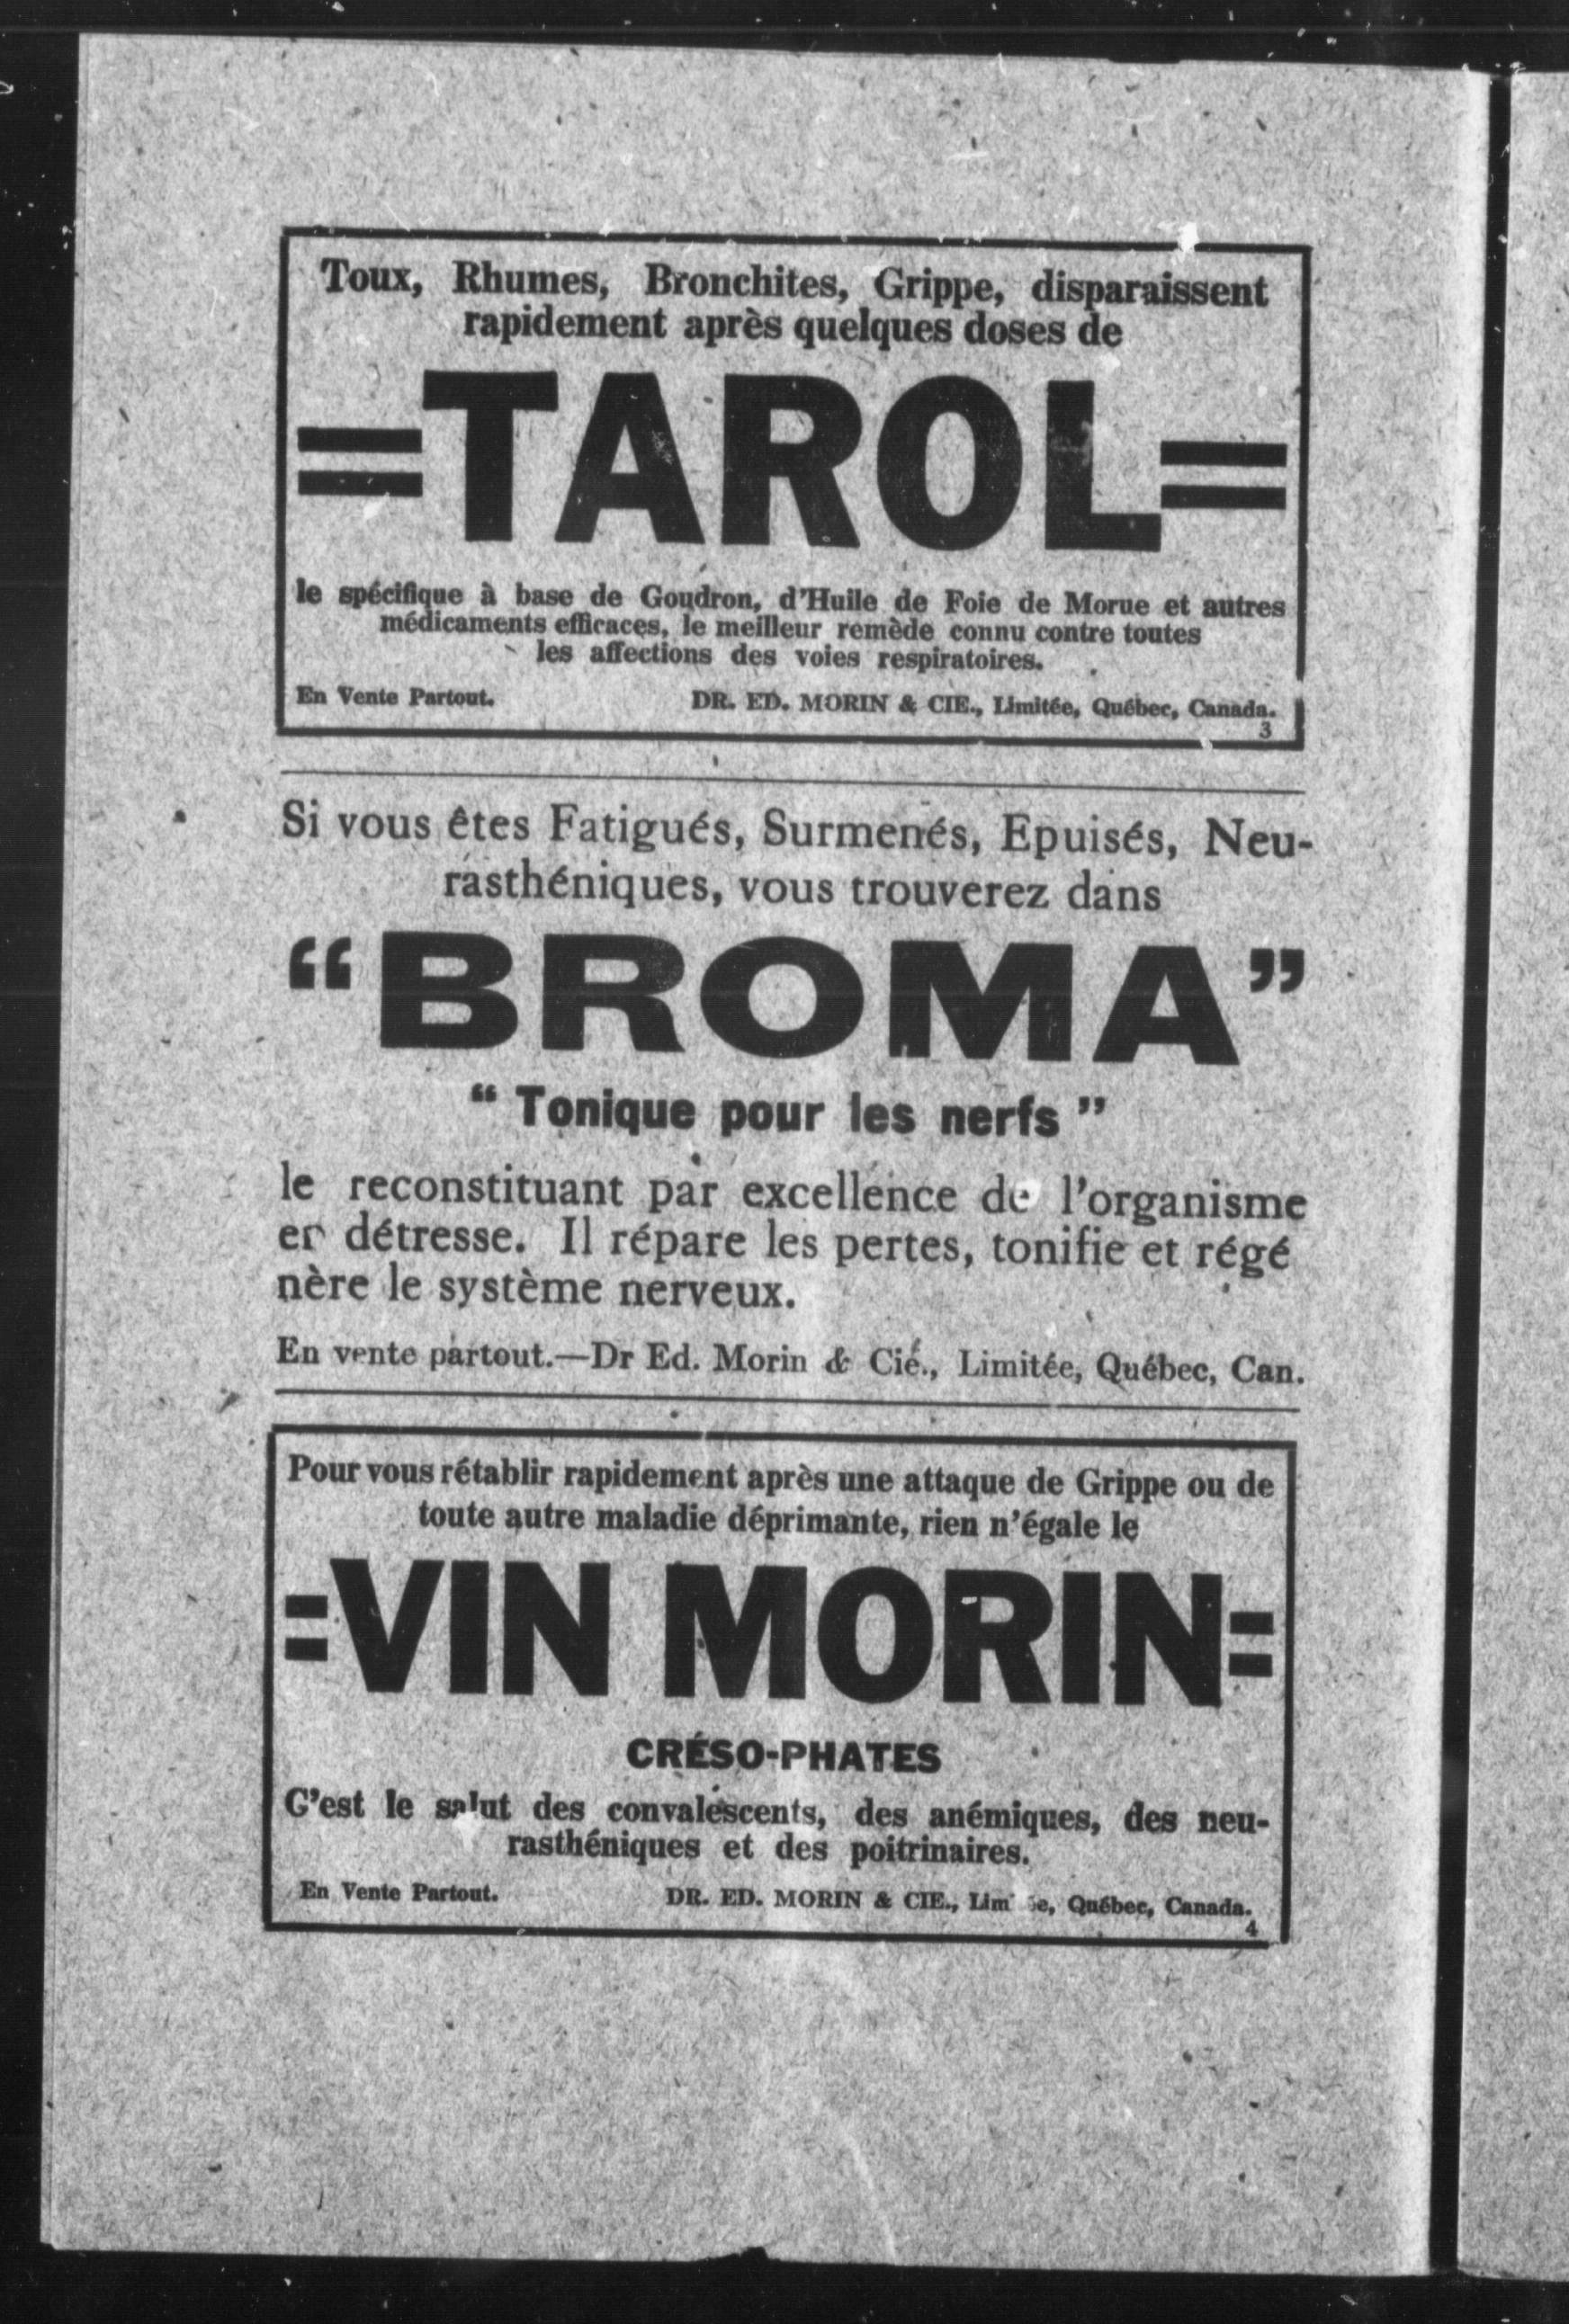 Toux, Rhumes, Bronchites, Grippe, disparaissent
rapidement après quelques doses de
=TAROL=
le spécifique à base de Goudron, d'Huile de Foie de Morue et autres
médicaments efficaces, le meilleur remède connu contre toutes
les affections des voies respiratoires.
En Vente Partout. DR. ED. MORIN & CIE., Limitée, Québec, Canada.
3
Si vous êtes Fatigués, Surmenés, Epuisés, Neu-
rasthéniques, vous trouverez dans
“BROMA”
“ Tonique pour les nerfs ”
le reconstituant par excellence de l'organisme
er détresse. Il répare les pertes, tonifie et régé
nère le système nerveux.
En vente partout.—Dr Ed. Morin & Cié., Limitée, Québec, Can.
Pour vous rétablir rapidement après une attaque de Grippe ou de
toute autre maladie déprimante, rien n'égale le
=VIN MORIN=
CRÉSO-PHATES
C'est le salut des convalescents, des anémiques, des neu-
rasthéniques et des poitrinaires.
En Vente Partout. DR. ED. MORIN & CIE., Limitée, Québec, Canada.
4